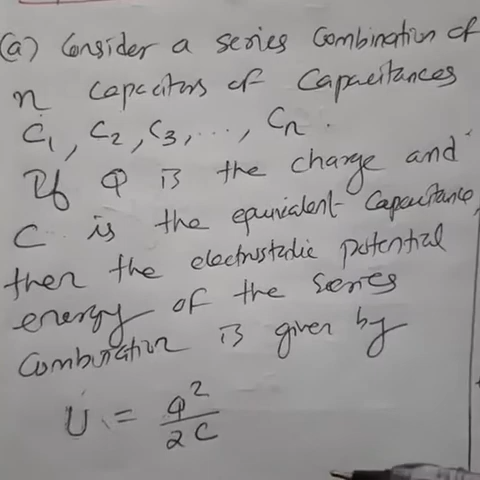 (a) Consider a series Combination of
n capacitors of Capacitances
C₁, C₂, C₃, ..., Cn.
If Q is the charge and
C is the equivalent Capacitance,
then the electrostatic potential
energy of the series
Combination is given by
U = Q²/2C